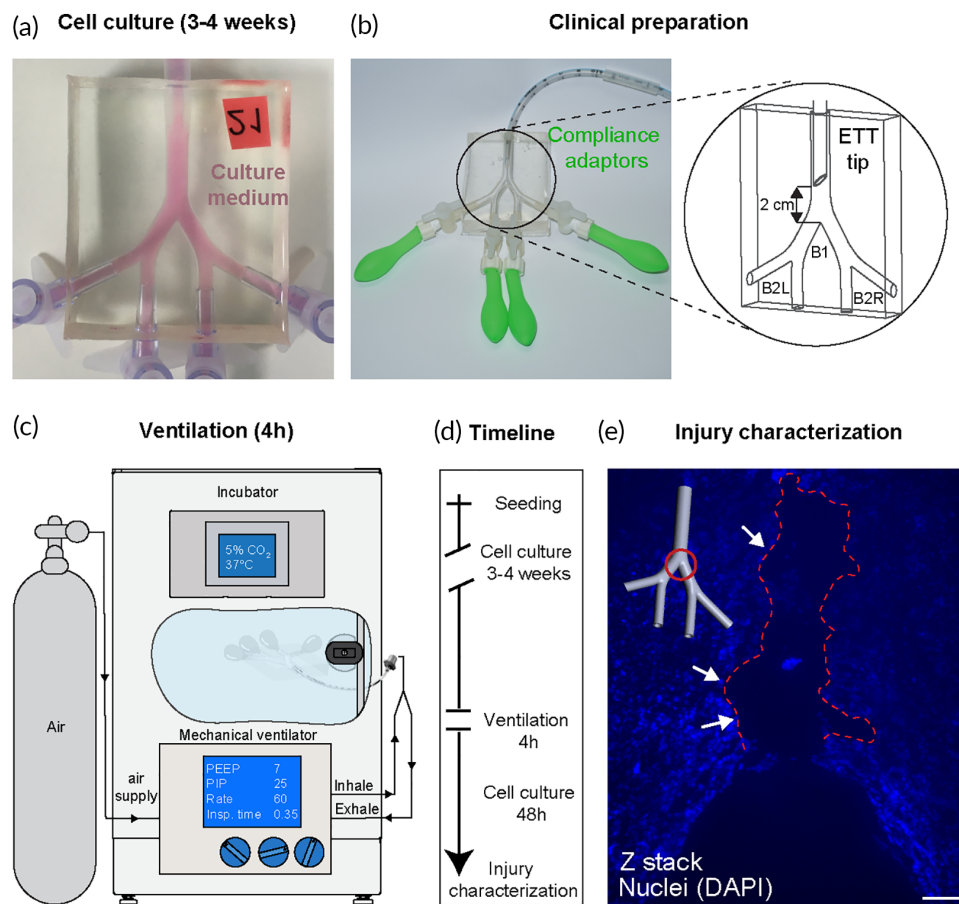 (a) Cell culture (3-4 weeks)
21
Culture
medium
(b) Clinical preparation
Compliance
adaptors
ETT
tip
2 cm
B1
B2L
B2R
(c) Ventilation (4h)
Incubator
5% CO₂
37ºC
Air
air
supply
Mechanical ventilator
PEEP 7
PIP 25
Rate 60
Insp. time 0.35
Inhale
Exhale
(d) Timeline
Seeding
Cell culture
3-4 weeks
Ventilation
4h
Cell culture
48h
Injury
characterization
(e) Injury characterization
Z stack
Nuclei (DAPI)